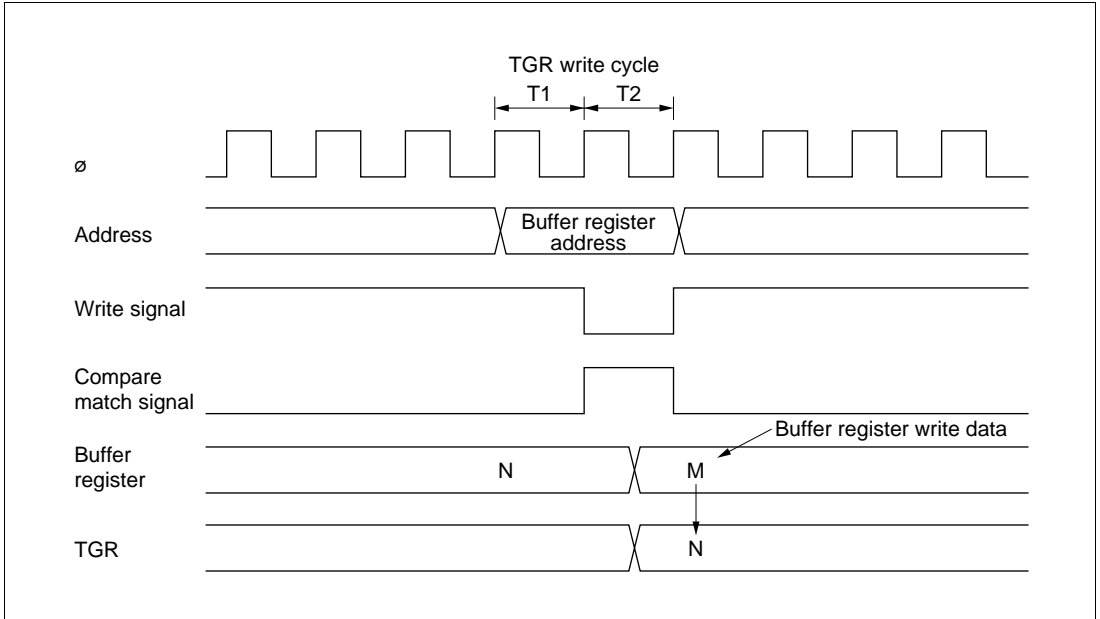 TGR write cycle
T1 T2
ø
Address
Buffer register
address
Write signal
Compare
match signal
Buffer register write data
Buffer
register
N M
TGR
N